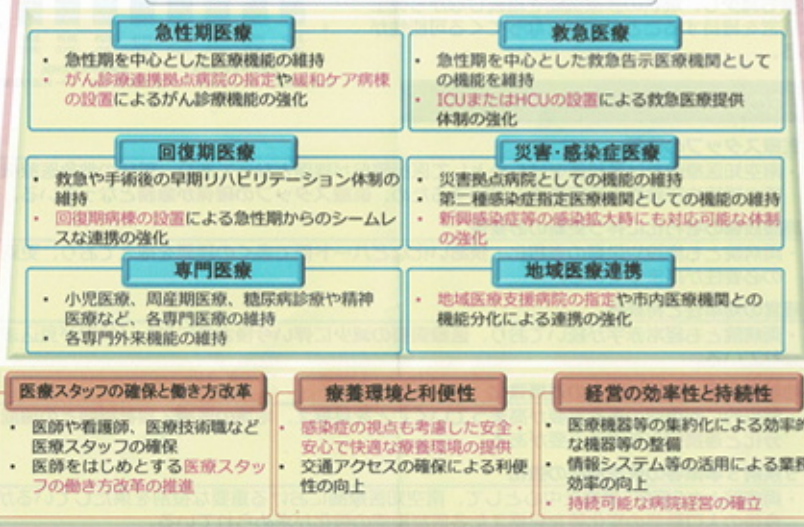 急性期医療
・ 急性期を中心とした医療機能の維持
・ がん診療連携拠点病院の指定や緩和ケア病棟
の設置によるがん診療機能の強化
救急医療
・ 急性期を中心とした救急告示医療機関として
の機能を維持
・ ICUまたはHCUの設置による救急医療提供
体制の強化
回復期医療
・ 救急や手術後の早期リハビリテーション体制の
維持
・ 回復期病棟の設置による急性期からのシームレ
スな連携の強化
災害・感染症医療
・ 災害拠点病院としての機能の維持
・ 第二種感染症指定医療機関としての機能の維持
・ 新興感染症等の感染拡大時にも対応可能な体制
の強化
専門医療
・ 小児医療、周産期医療、糖尿病診療や精神
医療など、各専門医療の維持
・ 各専門外来機能の維持
地域医療連携
・ 地域医療支援病院の指定や市内医療機関との
機能分化による連携の強化
医療スタッフの確保と働き方改革
・ 医師や看護師、医療技術職など
医療スタッフの確保
・ 医師をはじめとする医療スタッ
フの働き方改革の推進
療養環境と利便性
・ 感染症の視点も考慮した安全・
安心で快適な療養環境の提供
・ 交通アクセスの確保による利便
性の向上
経営の効率性と持続性
・ 医療機器等の集約化による効率的
な機器等の整備
・ 情報システム等の活用による業務
効率の向上
・ 持続可能な病院経営の確立